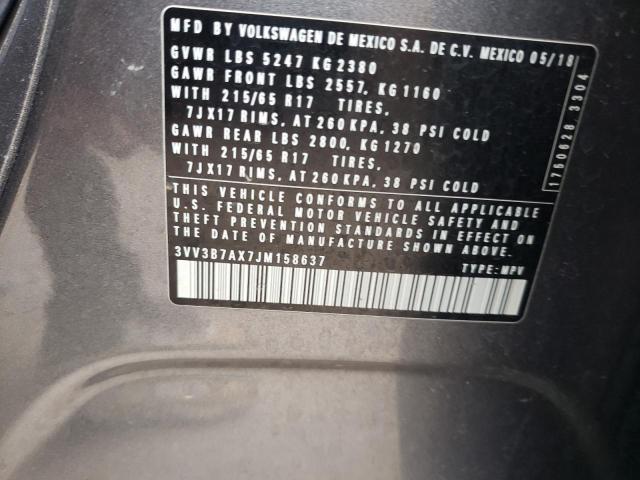 MFD BY VOLKSWAGEN DE MEXICO S.A. DE C.V. MEXICO 05/18
GVWR LBS 5247 KG 2380
GAWR FRONT LBS 2557, KG 1160
WITH 215/65 R17 TIRES,
7JX17 RIMS, AT 260 KPA, 38 PSI COLD
GAWR REAR LBS 2800, KG 1270
WITH 215/65 R17 TIRES,
7JX17 RIMS, AT 260 KPA, 38 PSI COLD
THIS VEHICLE CONFORMS TO ALL APPLICABLE
U.S. FEDERAL MOTOR VEHICLE SAFETY AND
THEFT PREVENTION STANDARDS IN EFFECT ON
THE DATE OF MANUFACTURE SHOWN ABOVE
3VV3B7AX7JM158637
TYPE: MPV
1750628.3304